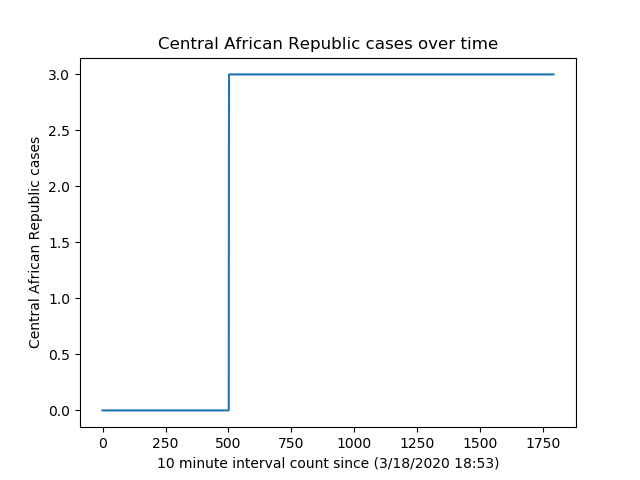 Central African Republic cases over time
3.0
2.5
2.0
1.5
1.0
0.5
0.0
Central African Republic cases
0 250 500 750 1000 1250 1500 1750
10 minute interval count since (3/18/2020 18:53)